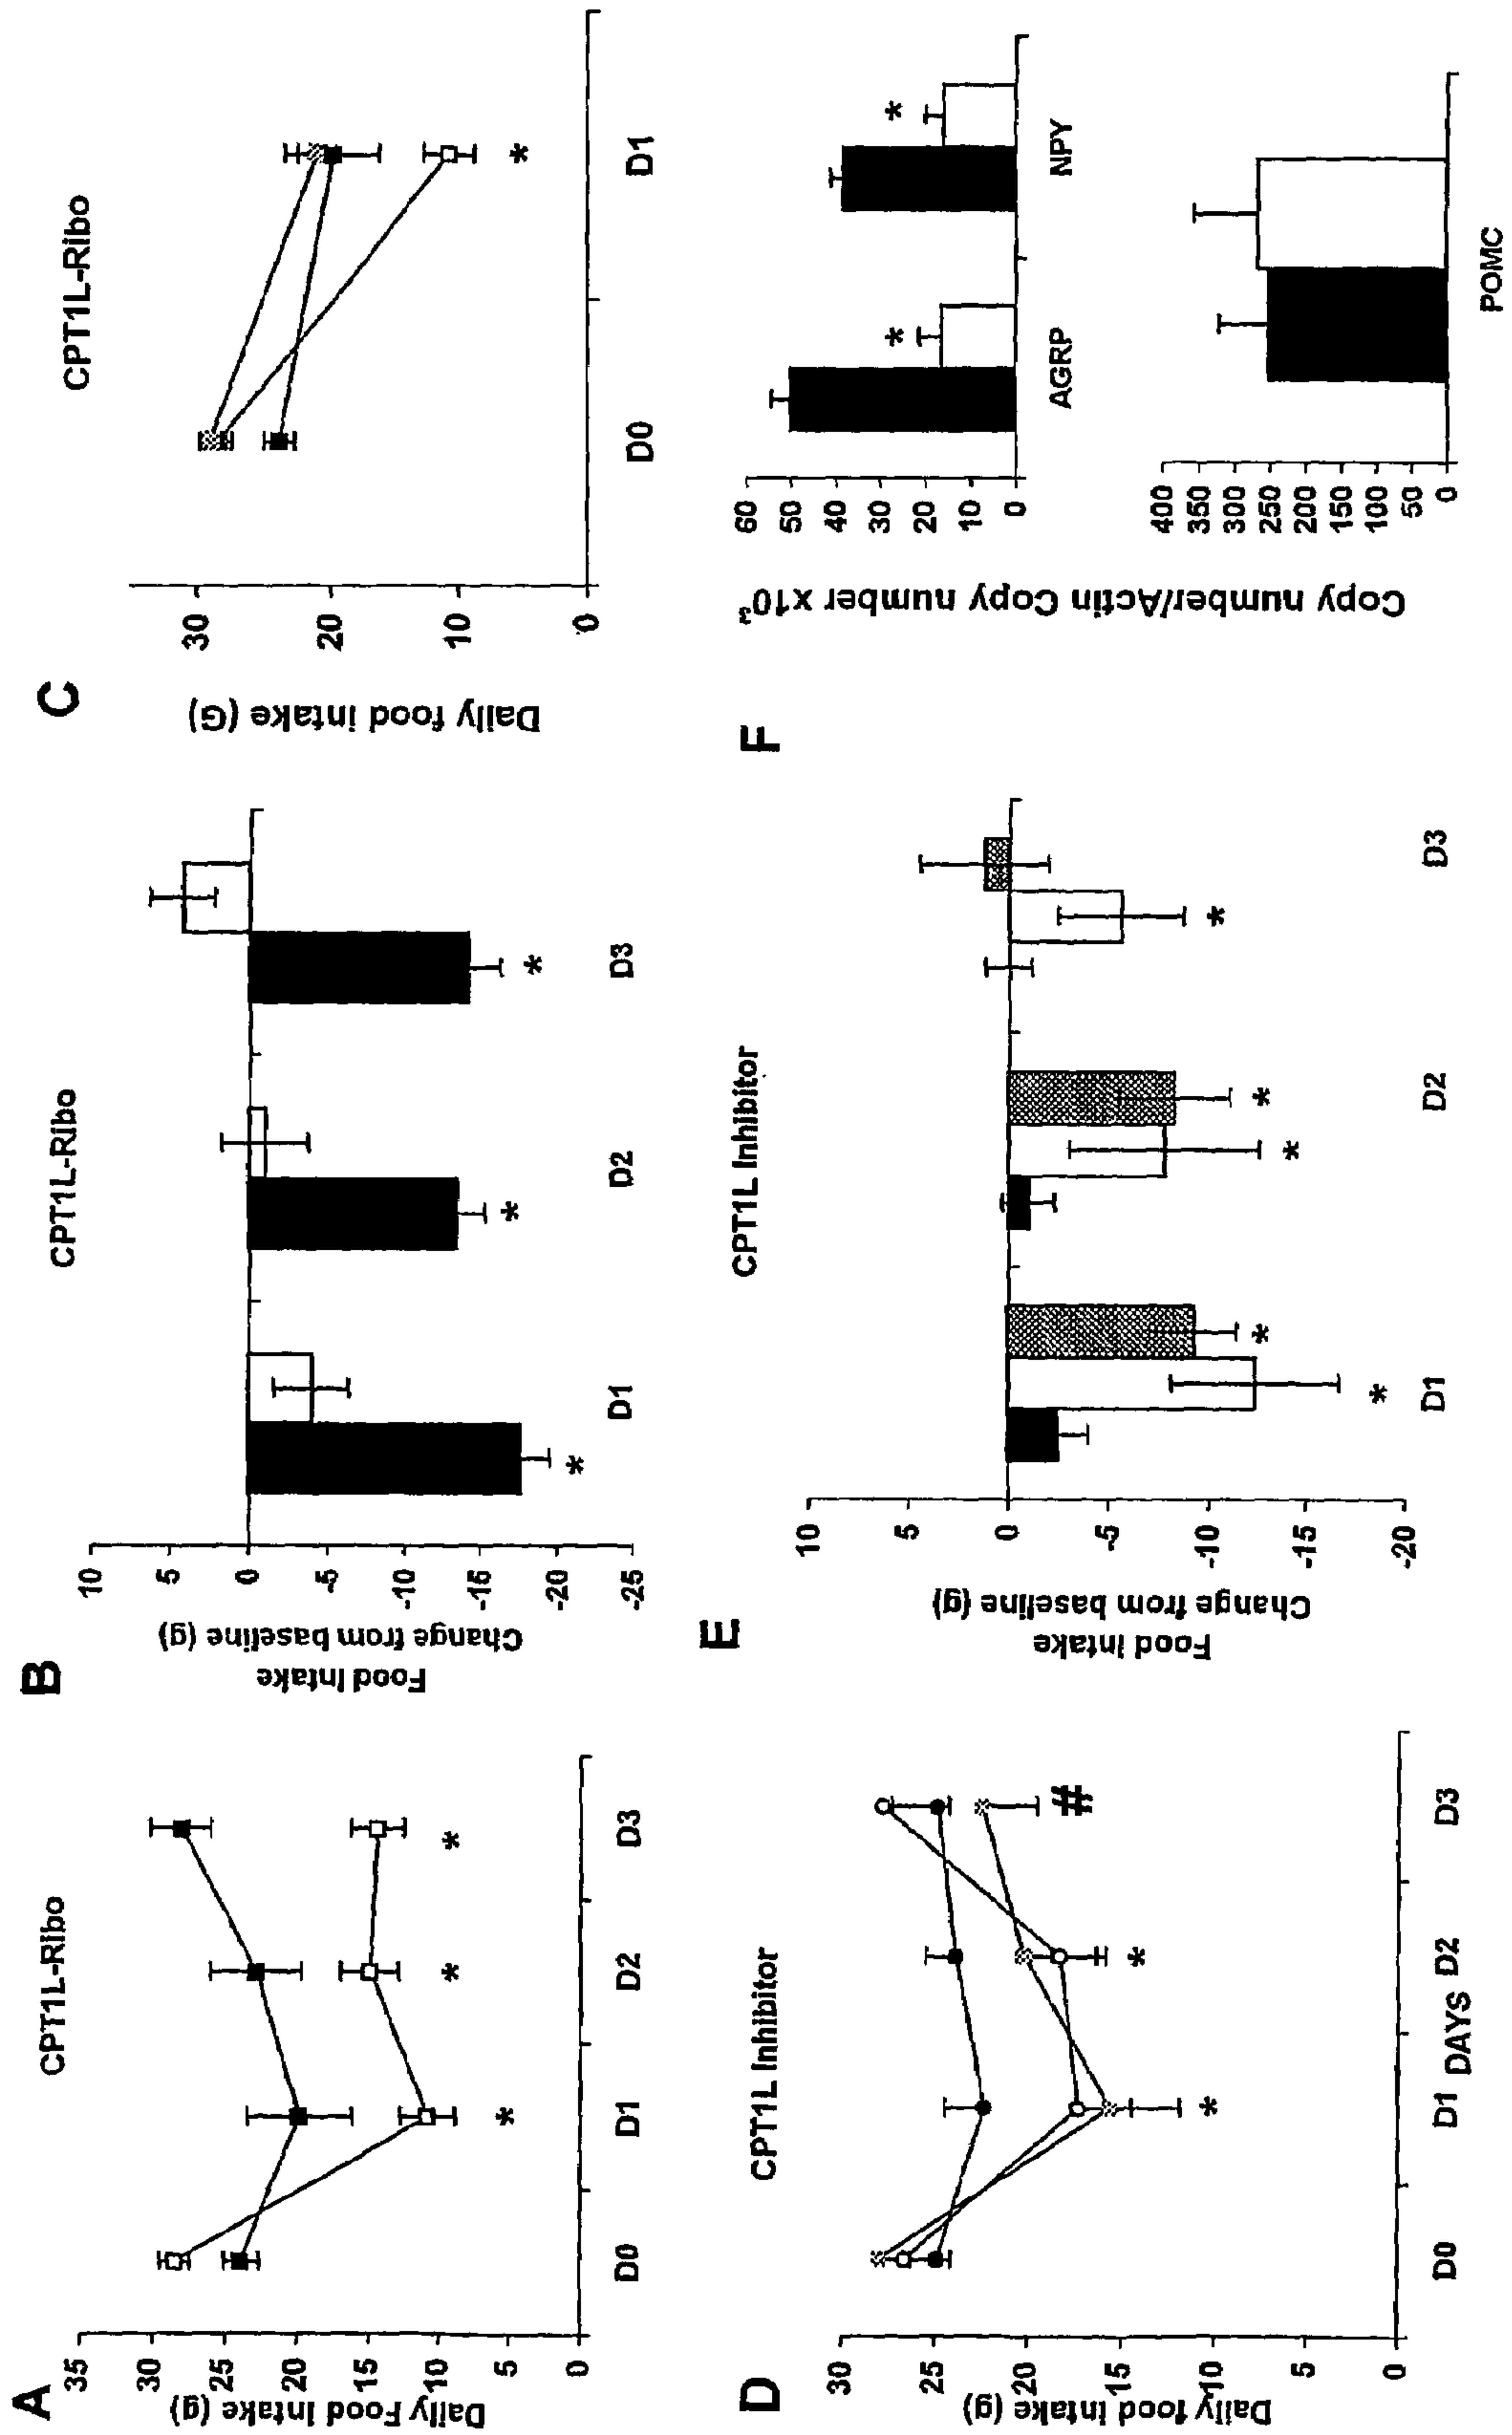 A
CPT1L-Ribo
Daily Food Intake (g)
35
30
25
20
15
10
5
0
D0
D1
D2
D3
*
*
*
B
CPT1L-Ribo
Food Intake
Change from baseline (g)
10
5
0
-5
-10
-15
-20
-25
D1
D2
D3
*
*
*
C
CPT1L-Ribo
Daily food intake (G)
30
20
10
0
D0
D1
*
D
CPT1L Inhibitor
Daily food Intake (g)
30
25
20
15
10
5
0
D0
D1
DAYS
D2
D3
*
*
#
E
CPT1L Inhibitor
Food Intake
Change from baseline (g)
10
5
0
-5
-10
-15
-20
D1
D2
D3
*
*
*
*
*
F
Copy number/Actin Copy number x10
60
50
40
30
20
10
0
AGRP
NPY
*
*
400
350
300
250
200
150
100
50
0
POMC